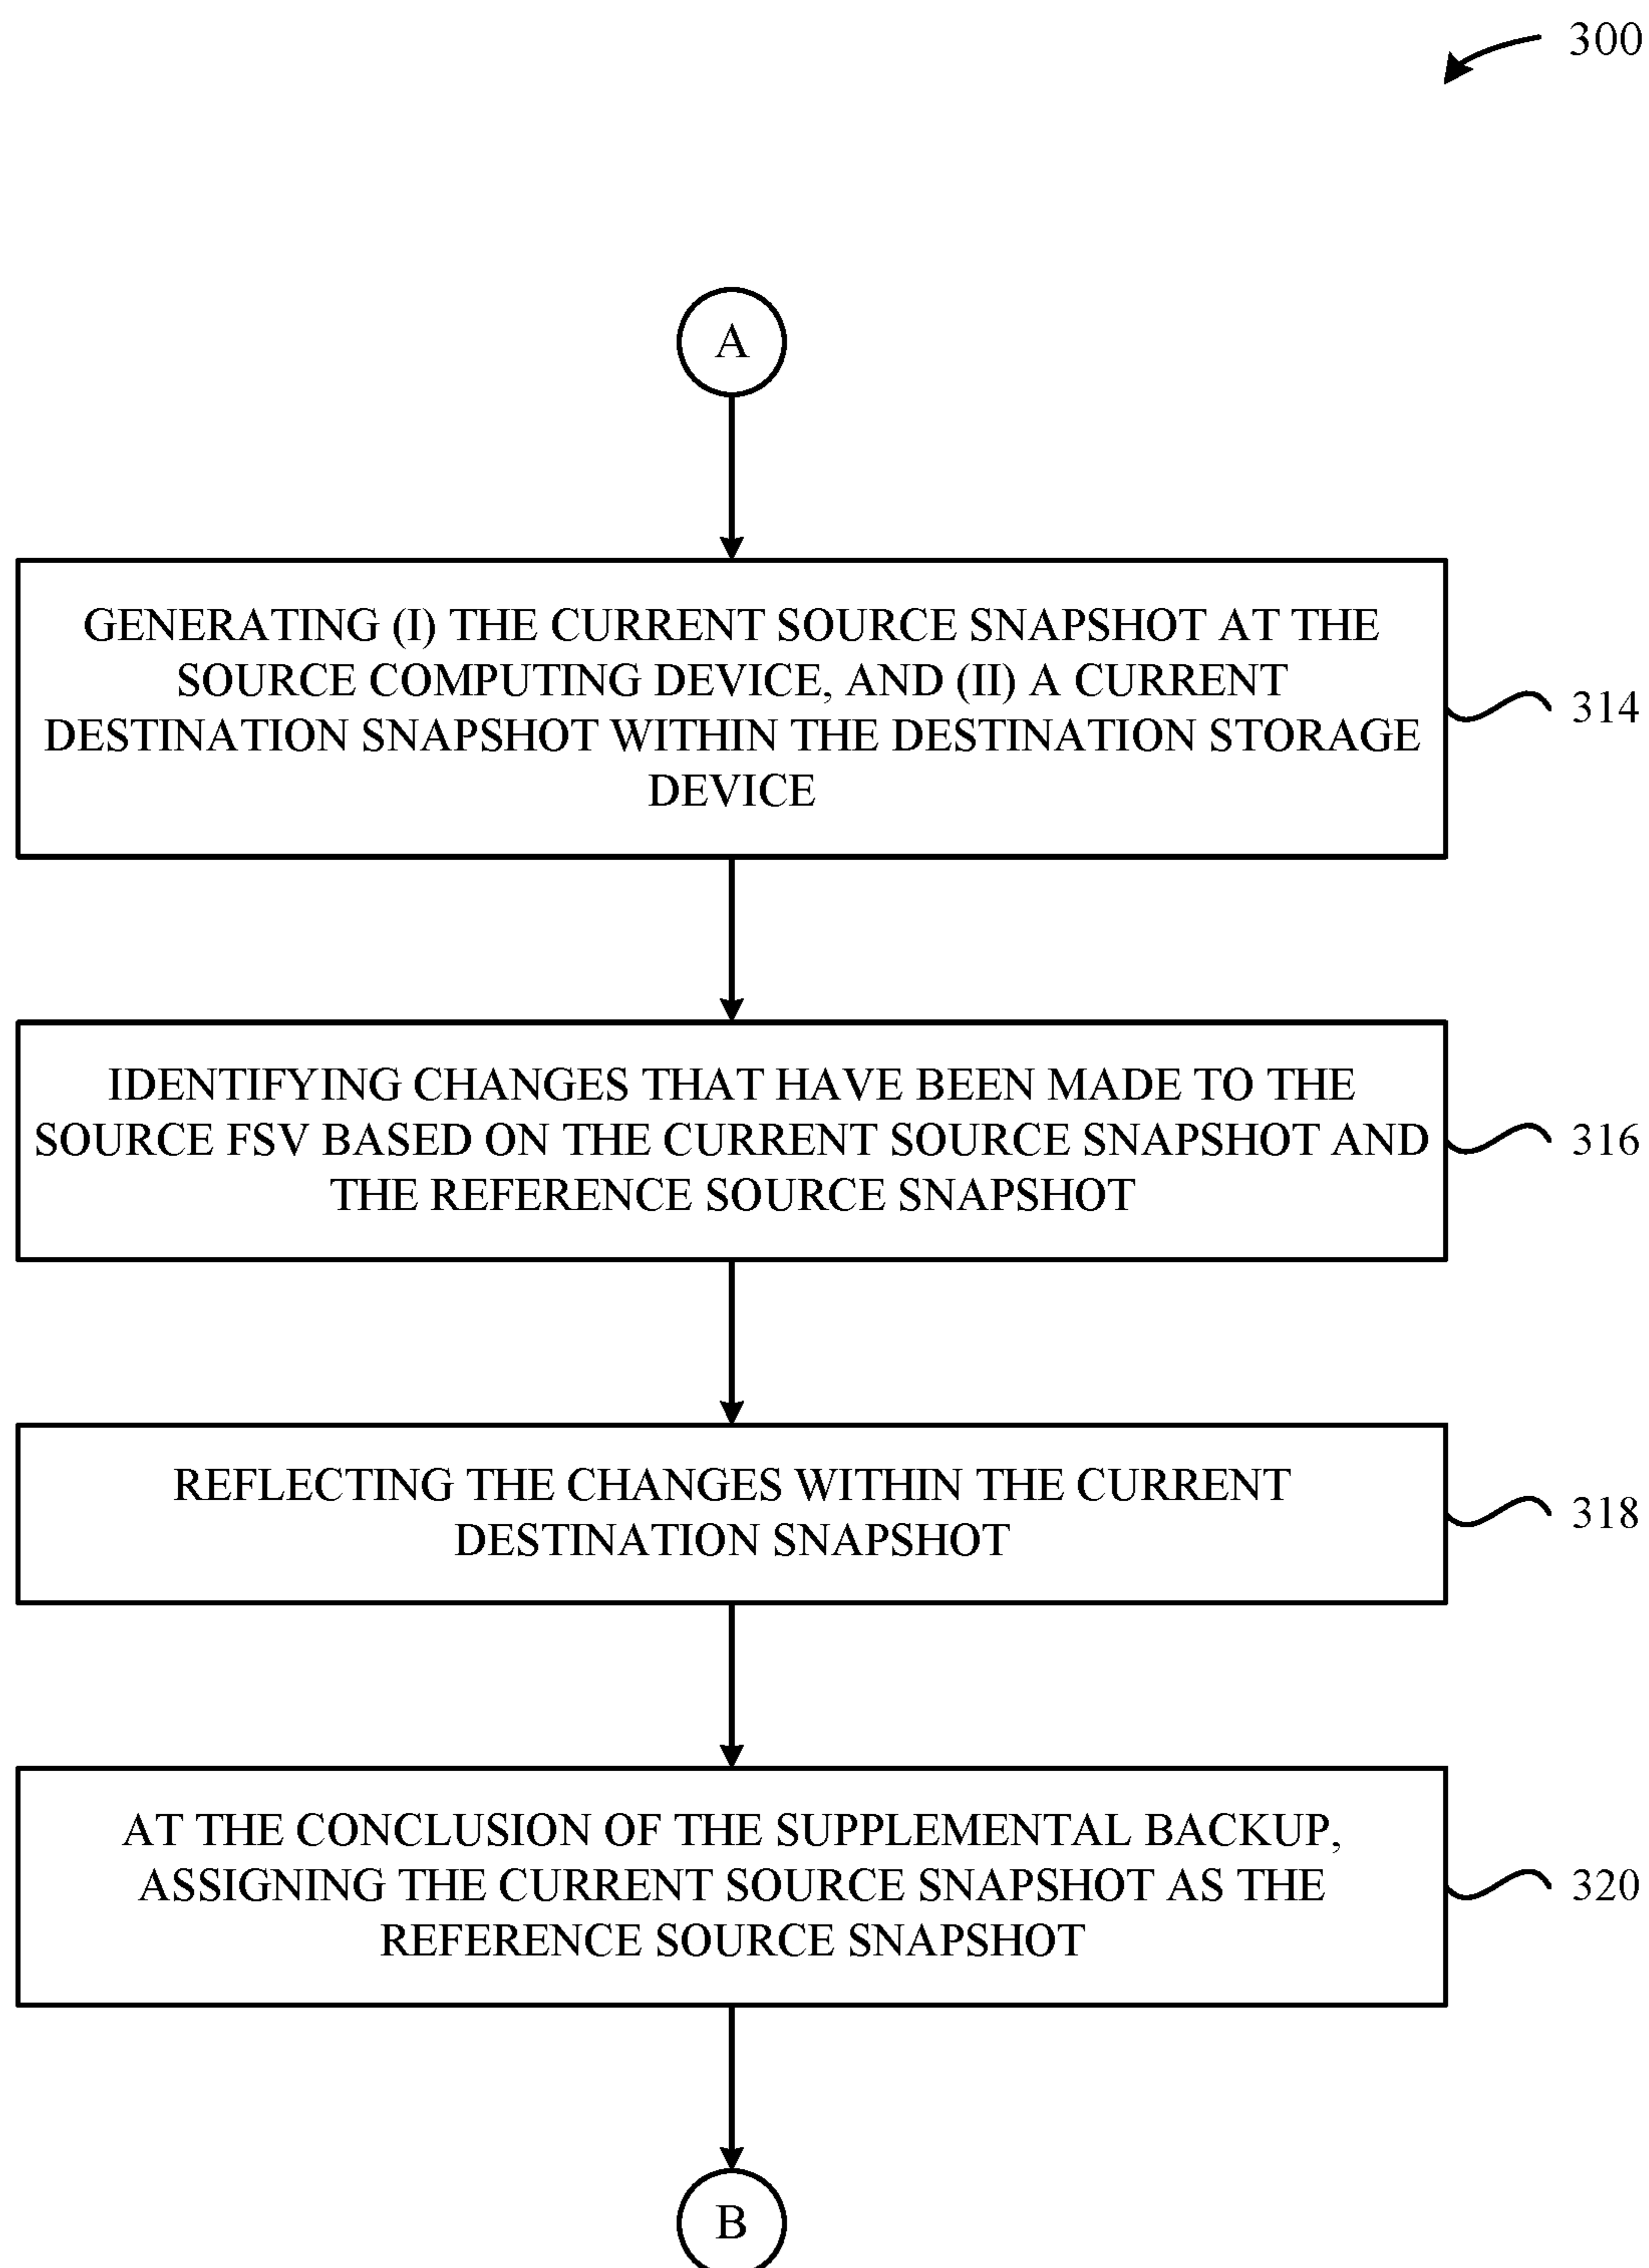 300
A
GENERATING (I) THE CURRENT SOURCE SNAPSHOT AT THE
SOURCE COMPUTING DEVICE, AND (II) A CURRENT
DESTINATION SNAPSHOT WITHIN THE DESTINATION STORAGE
DEVICE
314
IDENTIFYING CHANGES THAT HAVE BEEN MADE TO THE
SOURCE FSV BASED ON THE CURRENT SOURCE SNAPSHOT AND
THE REFERENCE SOURCE SNAPSHOT
316
REFLECTING THE CHANGES WITHIN THE CURRENT
DESTINATION SNAPSHOT
318
AT THE CONCLUSION OF THE SUPPLEMENTAL BACKUP,
ASSIGNING THE CURRENT SOURCE SNAPSHOT AS THE
REFERENCE SOURCE SNAPSHOT
320
B